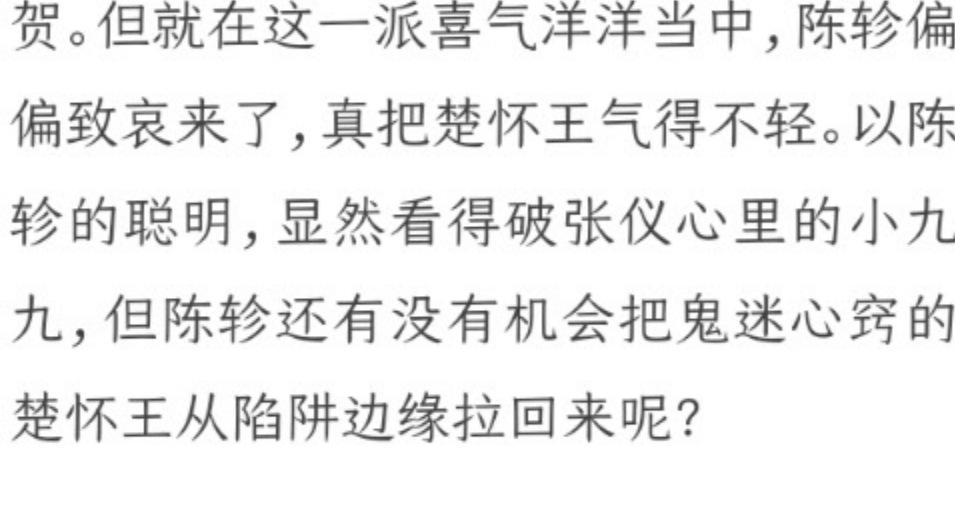 贺。但就在这一派喜气洋洋当中，陈轸偏
偏致哀来了，真把楚怀王气得不轻。以陈
轸的聪明，显然看得破张仪心里的小九
九，但陈轸还有没有机会把鬼迷心窍的
楚怀王从陷阱边缘拉回来呢？